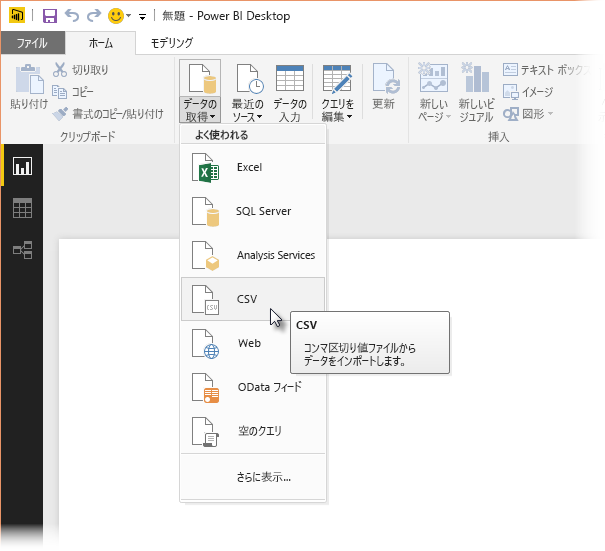 無題 - Power BI Desktop
ファイル
ホーム
モデリング
貼り付け
切り取り
コピー
書式のコピー/貼り付け
クリップボード
データの
取得
最近の
ソース
データの
入力
クエリを
編集
更新
新しい
ページ
新しいビ
ジュアル
テキスト ボックス
イメージ
図形
挿入
よく使われる
Excel
SQL Server
Analysis Services
CSV
CSV
Web
OData フィード
空のクエリ
さらに表示...
CSV
コンマ区切り値ファイルから
データをインポートします。